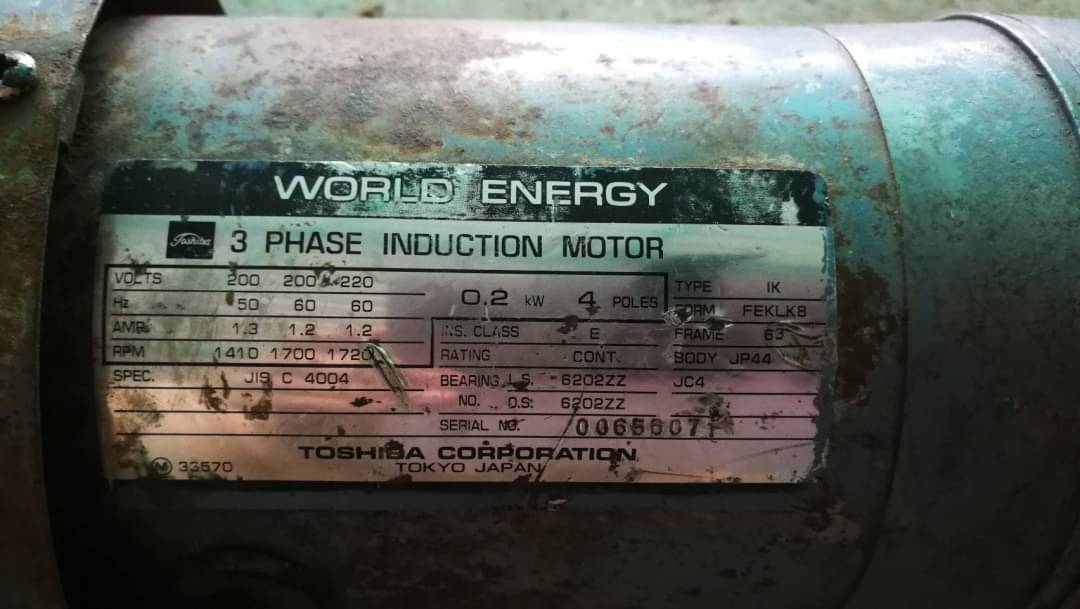 WORLD ENERGY
Toshiba 3 PHASE INDUCTION MOTOR
VOLTS 200 200 220
Hz 50 60 60
AMP. 1.3 1.2 1.2
RPM 1410 1700 1720
SPEC. JIS C 4004
0.2 kW 4 POLES
INS. CLASS E
RATING CONT.
BEARING L.S. 6202ZZ
NO. O.S. 6202ZZ
SERIAL NO. 0065607
TYPE IK
FORM FEKLK8
FRAME 63
BODY JP44
JC4
TOSHIBA CORPORATION
M 33570 TOKYO JAPAN